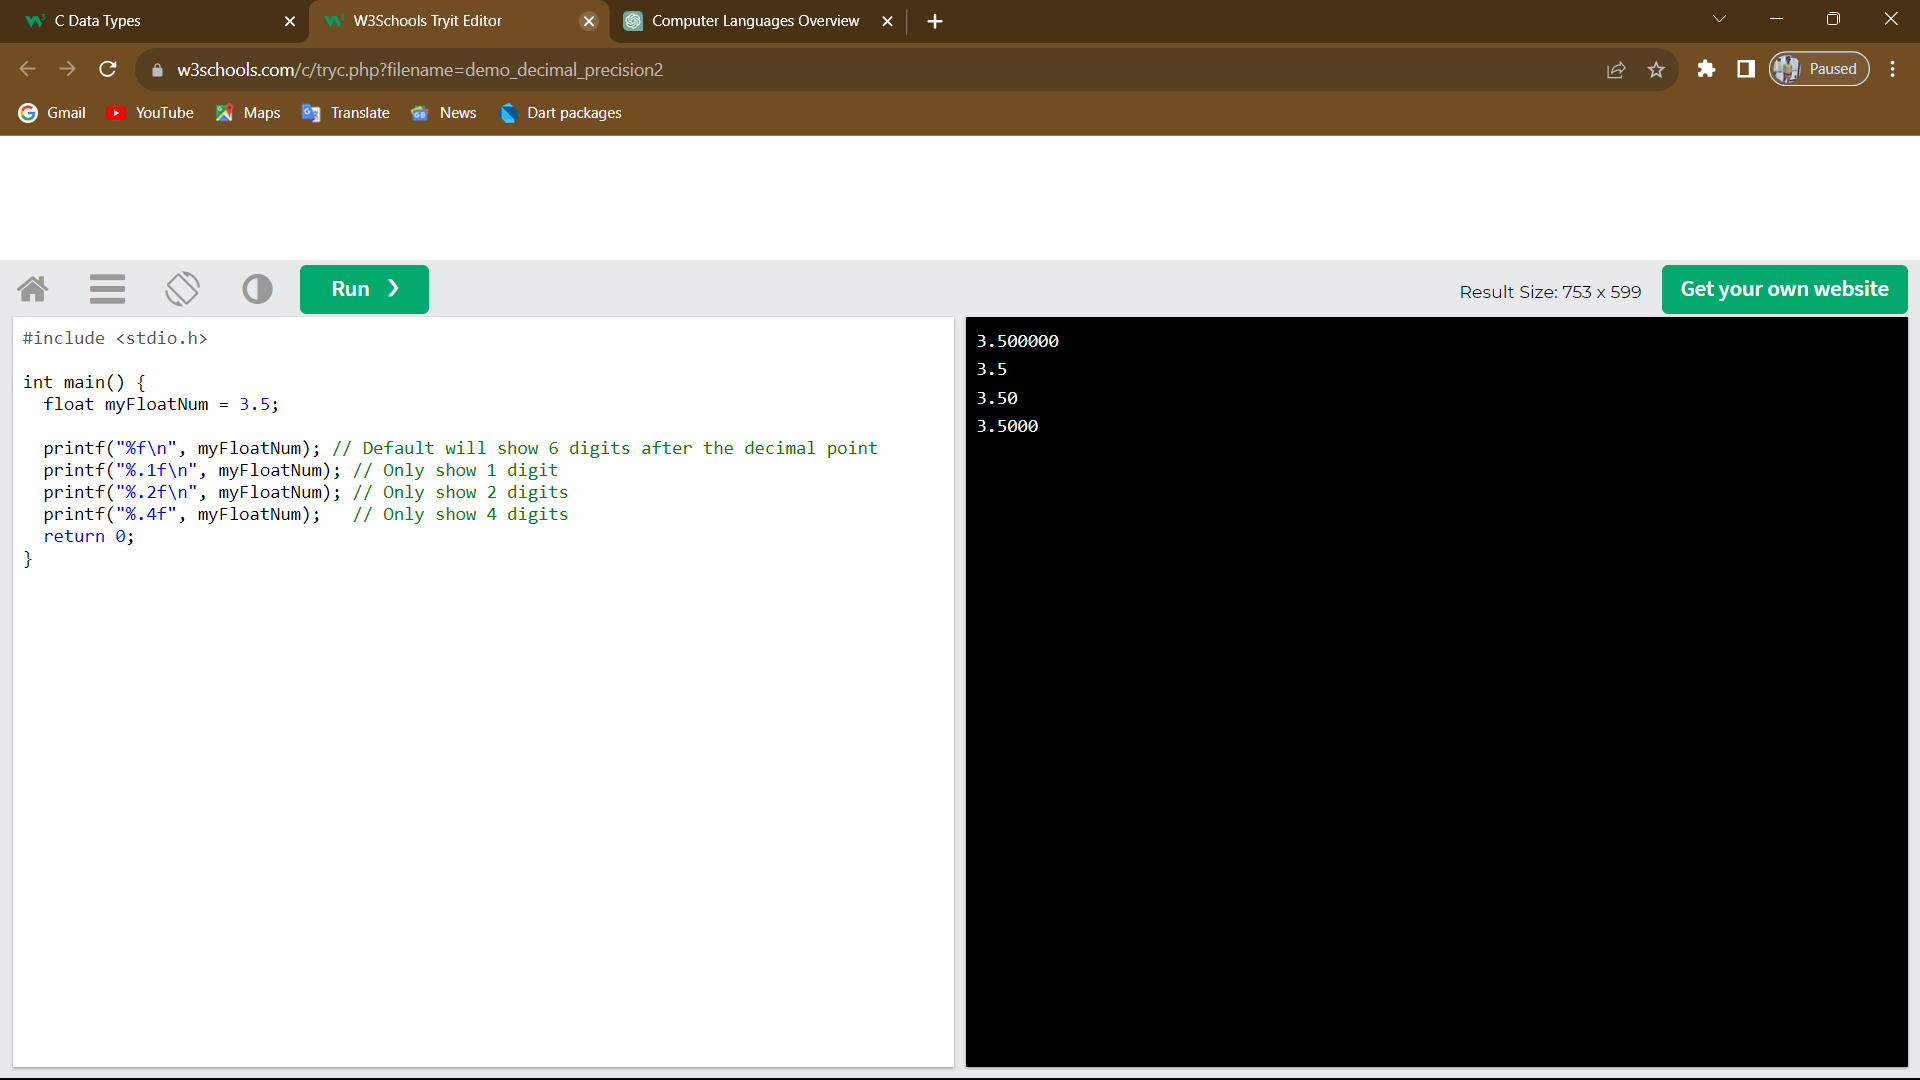 C Data Types
W3Schools Tryit Editor
Computer Languages Overview
w3schools.com/c/tryc.php?filename=demo_decimal_precision2
Paused
Gmail
YouTube
Maps
Translate
News
Dart packages
Run ❯
Result Size: 753 x 599
Get your own website
#include <stdio.h>
int main() {
  float myFloatNum = 3.5;
  printf("%f\n", myFloatNum); // Default will show 6 digits after the decimal point
  printf("%.1f\n", myFloatNum); // Only show 1 digit
  printf("%.2f\n", myFloatNum); // Only show 2 digits
  printf("%.4f", myFloatNum);   // Only show 4 digits
  return 0;
}
3.500000
3.5
3.50
3.5000